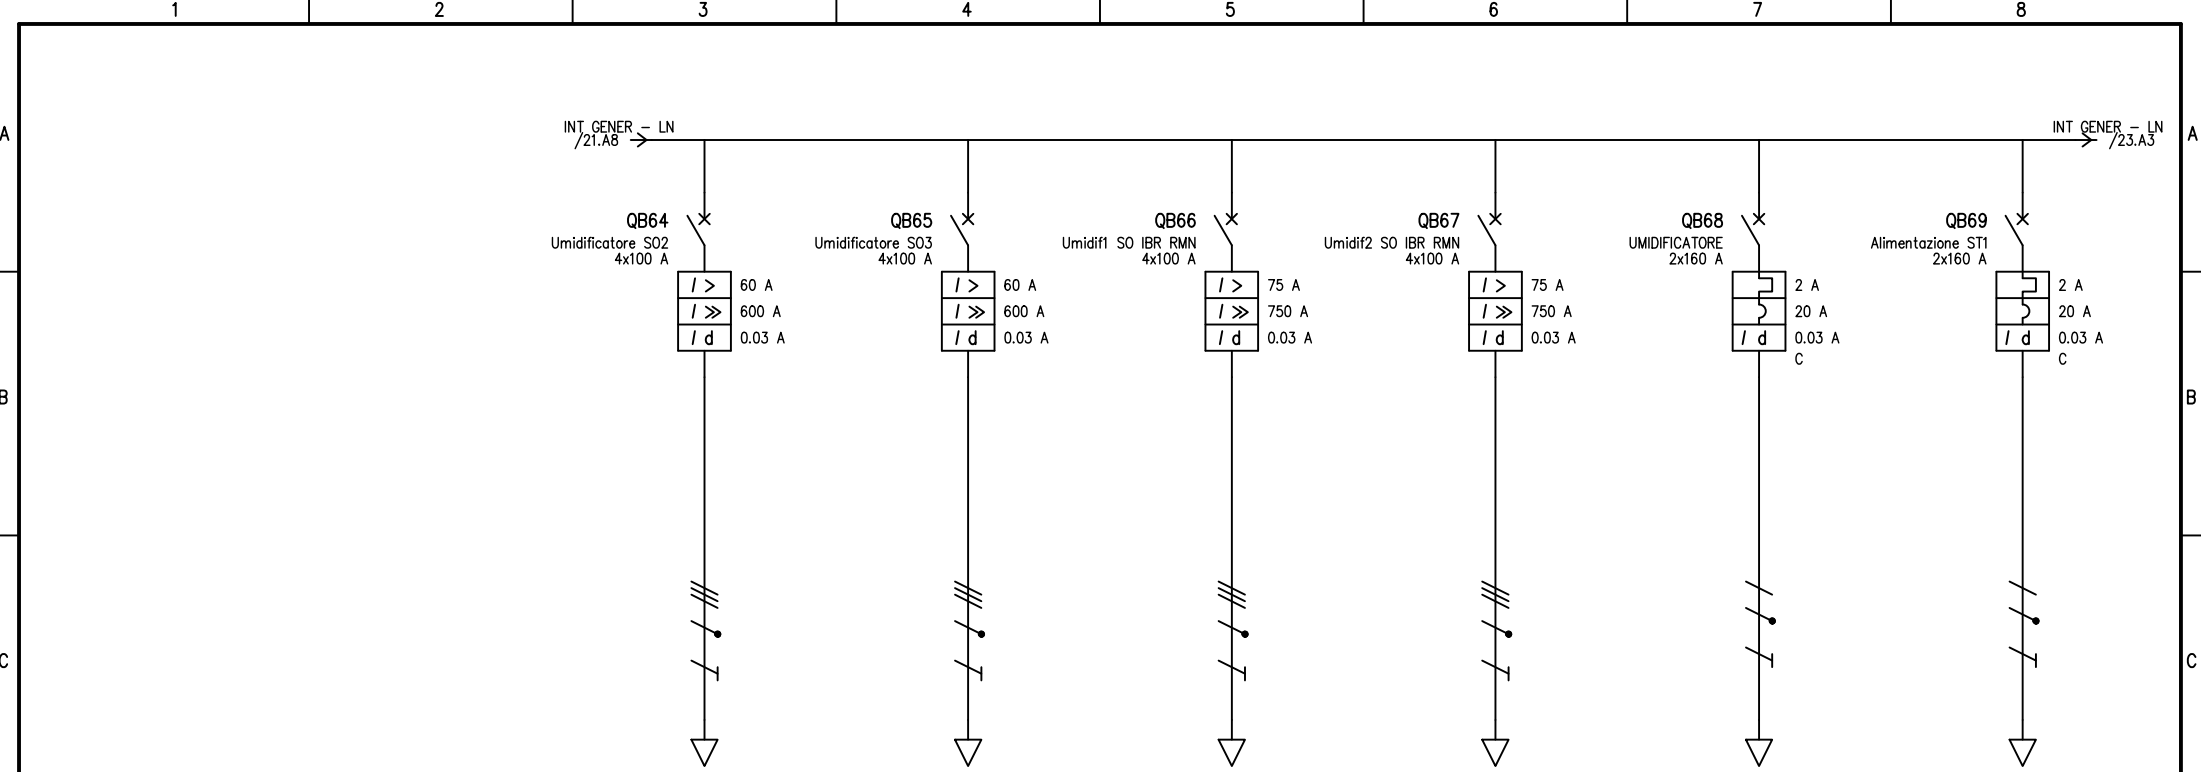 1 2 3 4 5 6 7 8
A A
INT GENER - LN
/21.A8
INT GENER - LN
/23.A3
QB64
Umidificatore SO2
4x100 A
I > 60 A
I >> 600 A
I d 0.03 A
QB65
Umidificatore SO3
4x100 A
I > 60 A
I >> 600 A
I d 0.03 A
QB66
Umidif1 SO IBR RMN
4x100 A
I > 75 A
I >> 750 A
I d 0.03 A
QB67
Umidif2 SO IBR RMN
4x100 A
I > 75 A
I >> 750 A
I d 0.03 A
QB68
UMIDIFICATORE
2x160 A
2 A
20 A
I d 0.03 A
C
QB69
Alimentazione ST1
2x160 A
2 A
20 A
I d 0.03 A
C
B B
C C